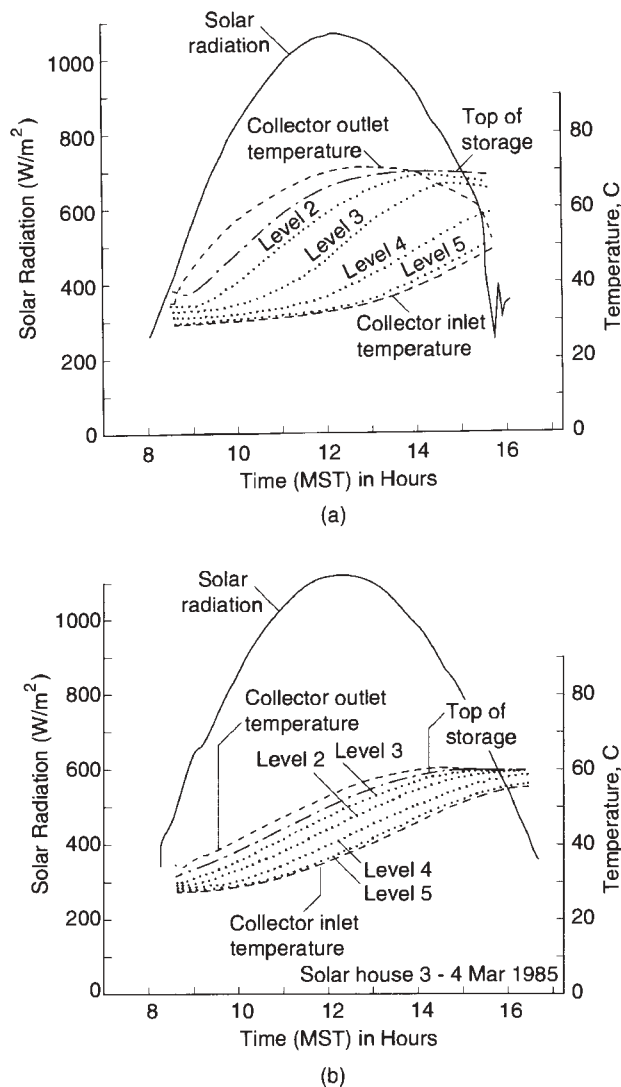 Solar
radiation
1000
800
600
400
200
0
Solar Radiation (W/m²)
Collector outlet
temperature
Top of
storage
Level 2
Level 3
Level 4
Level 5
Collector inlet
temperature
80
60
40
20
0
Temperature, C
8 10 12 14 16
Time (MST) in Hours
(a)
Solar
radiation
1000
800
600
400
200
0
Solar Radiation (W/m²)
Collector outlet
temperature
Level 2
Level 3
Top of
storage
Level 4
Level 5
Collector inlet
temperature
80
60
40
20
0
Temperature, C
Solar house 3 - 4 Mar 1985
8 10 12 14 16
Time (MST) in Hours
(b)